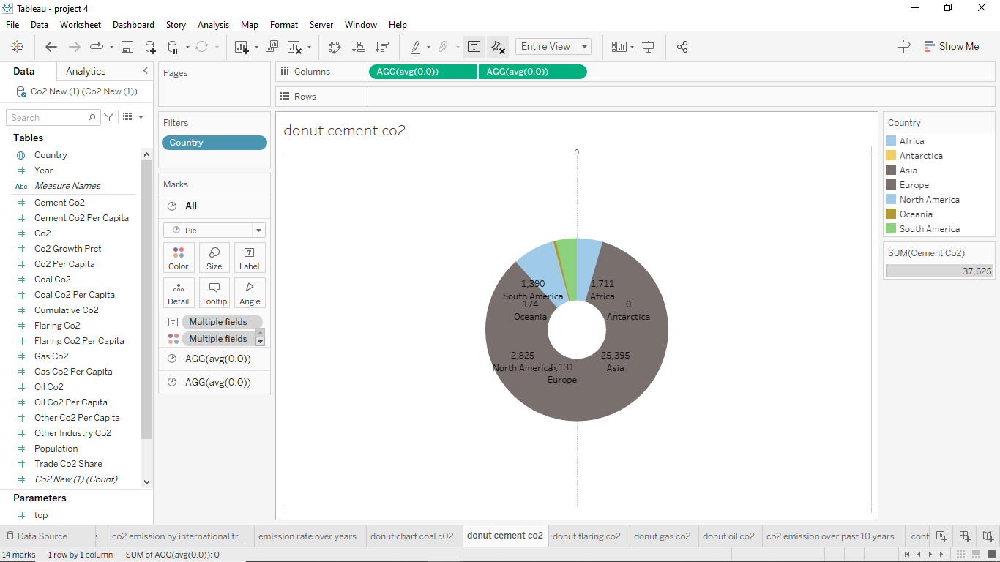 Tableau - project 4
File Data Worksheet Dashboard Story Analysis Map Format Server Window Help
Entire View
Show Me
Data Analytics
Co2 New (1) (Co2 New (1))
Search
Tables
Country
Year
Abc Measure Names
Cement Co2
Cement Co2 Per Capita
Co2
Co2 Growth Prct
Co2 Per Capita
Coal Co2
Coal Co2 Per Capita
Cumulative Co2
Flaring Co2
Flaring Co2 Per Capita
Gas Co2
Gas Co2 Per Capita
Oil Co2
Oil Co2 Per Capita
Other Co2 Per Capita
Other Industry Co2
Population
Trade Co2 Share
Co2 New (1) (Count)
Parameters
top
Pages
Filters
Country
Marks
All
Pie
Color Size Label
Detail Tooltip Angle
Multiple fields
Multiple fields
AGG(avg(0.0))
AGG(avg(0.0))
Columns AGG(avg(0.0)) AGG(avg(0.0))
Rows
donut cement co2
0
1,390
South America
1,711
Africa
174
Oceania
0
Antarctica
2,825
North America
6,131
Europe
25,395
Asia
Country
Africa
Antarctica
Asia
Europe
North America
Oceania
South America
SUM(Cement Co2)
37,625
Data Source a co2 emission by international tr... emission rate over years donut chart coal c02 donut cement co2 donut flaring co2 donut gas co2 donut oil co2 co2 emission over past 10 years cont
14 marks 1 row by 1 column SUM of AGG(avg(0.0)): 0